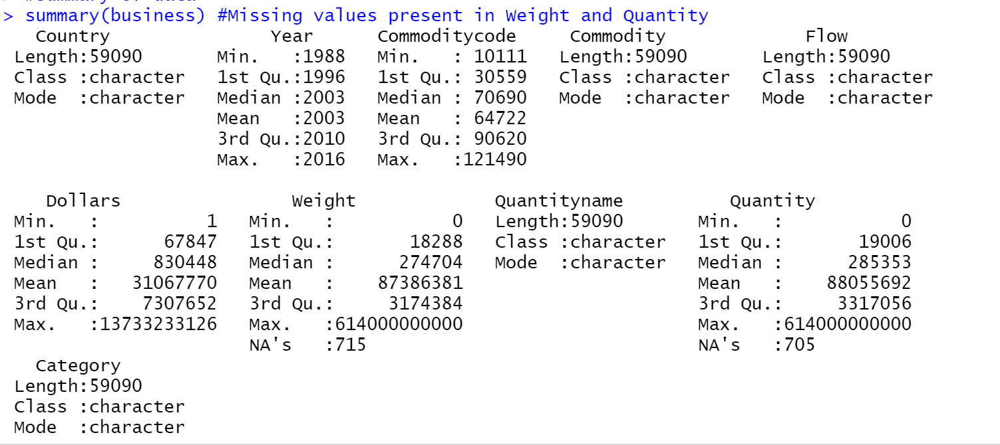 > summary(business) #Missing values present in Weight and Quantity
Country Year Commoditycode Commodity Flow
Length:59090 Min. :1988 Min. : 10111 Length:59090 Length:59090
Class :character 1st Qu.:1996 1st Qu.: 30559 Class :character Class :character
Mode :character Median :2003 Median : 70690 Mode :character Mode :character
Mean :2003 Mean : 64722
3rd Qu.:2010 3rd Qu.: 90620
Max. :2016 Max. :121490
Dollars Weight Quantityname Quantity
Min. : 1 Min. : 0 Length:59090 Min. : 0
1st Qu.: 67847 1st Qu.: 18288 Class :character 1st Qu.: 19006
Median : 830448 Median : 274704 Mode :character Median : 285353
Mean : 31067770 Mean : 87386381 Mean : 88055692
3rd Qu.: 7307652 3rd Qu.: 3174384 3rd Qu.: 3317056
Max. :13733233126 Max. :614000000000 Max. :614000000000
NA's :715 NA's :705
Category
Length:59090
Class :character
Mode :character